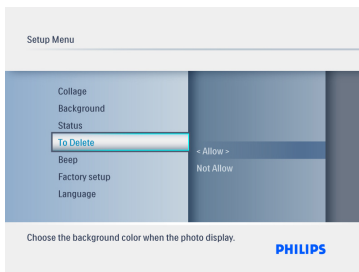 Setup Menu
Collage
Background
Status
To Delete
Beep
Factory setup
Language
< Allow >
Not Allow
Choose the background color when the photo display.
PHILIPS